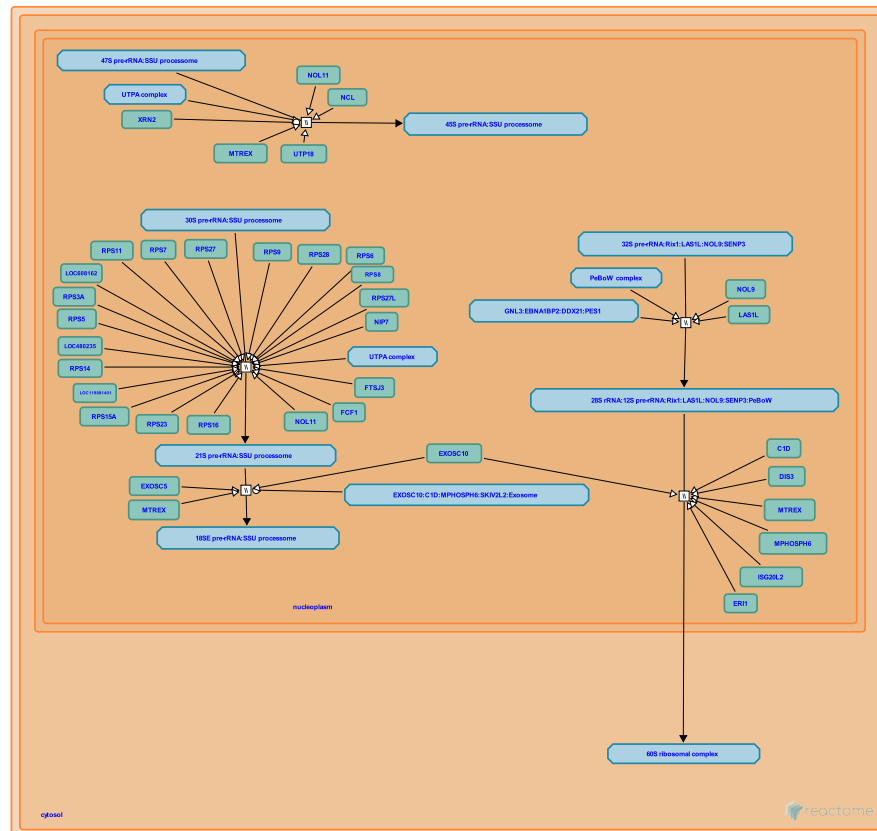 47S pre-rRNA:SSU processome
NOL11
UTPA complex
NCL
XRN2
45S pre-rRNA:SSU processome
MTREX
UTP18
30S pre-rRNA:SSU processome
RPS11
RPS7
RPS27
RPS9
RPS28
RPS6
32S pre-rRNA:Rix1:LAS1L:NOL9:SENP3
RPS8
PeBoW complex
RPS3A
RPS27L
NOL9
GNL3:EBNA1BP2:DDX21:PES1
LAS1L
RPS5
NIP7
LOC480235
UTPA complex
RPS14
FTSJ3
28S rRNA:12S pre-rRNA:Rix1:LAS1L:NOL9:SENP3:PeBoW
RPS15A
FCF1
RPS23
RPS16
NOL11
21S pre-rRNA:SSU processome
EXOSC10
C1D
EXOSC5
DIS3
EXOSC10:C1D:MPHOSPH6:SKIV2L2:Exosome
MTREX
MTREX
18SE pre-rRNA:SSU processome
MPHOSPH6
ISG20L2
ERI1
nucleoplasm
60S ribosomal complex
cytosol
reactome